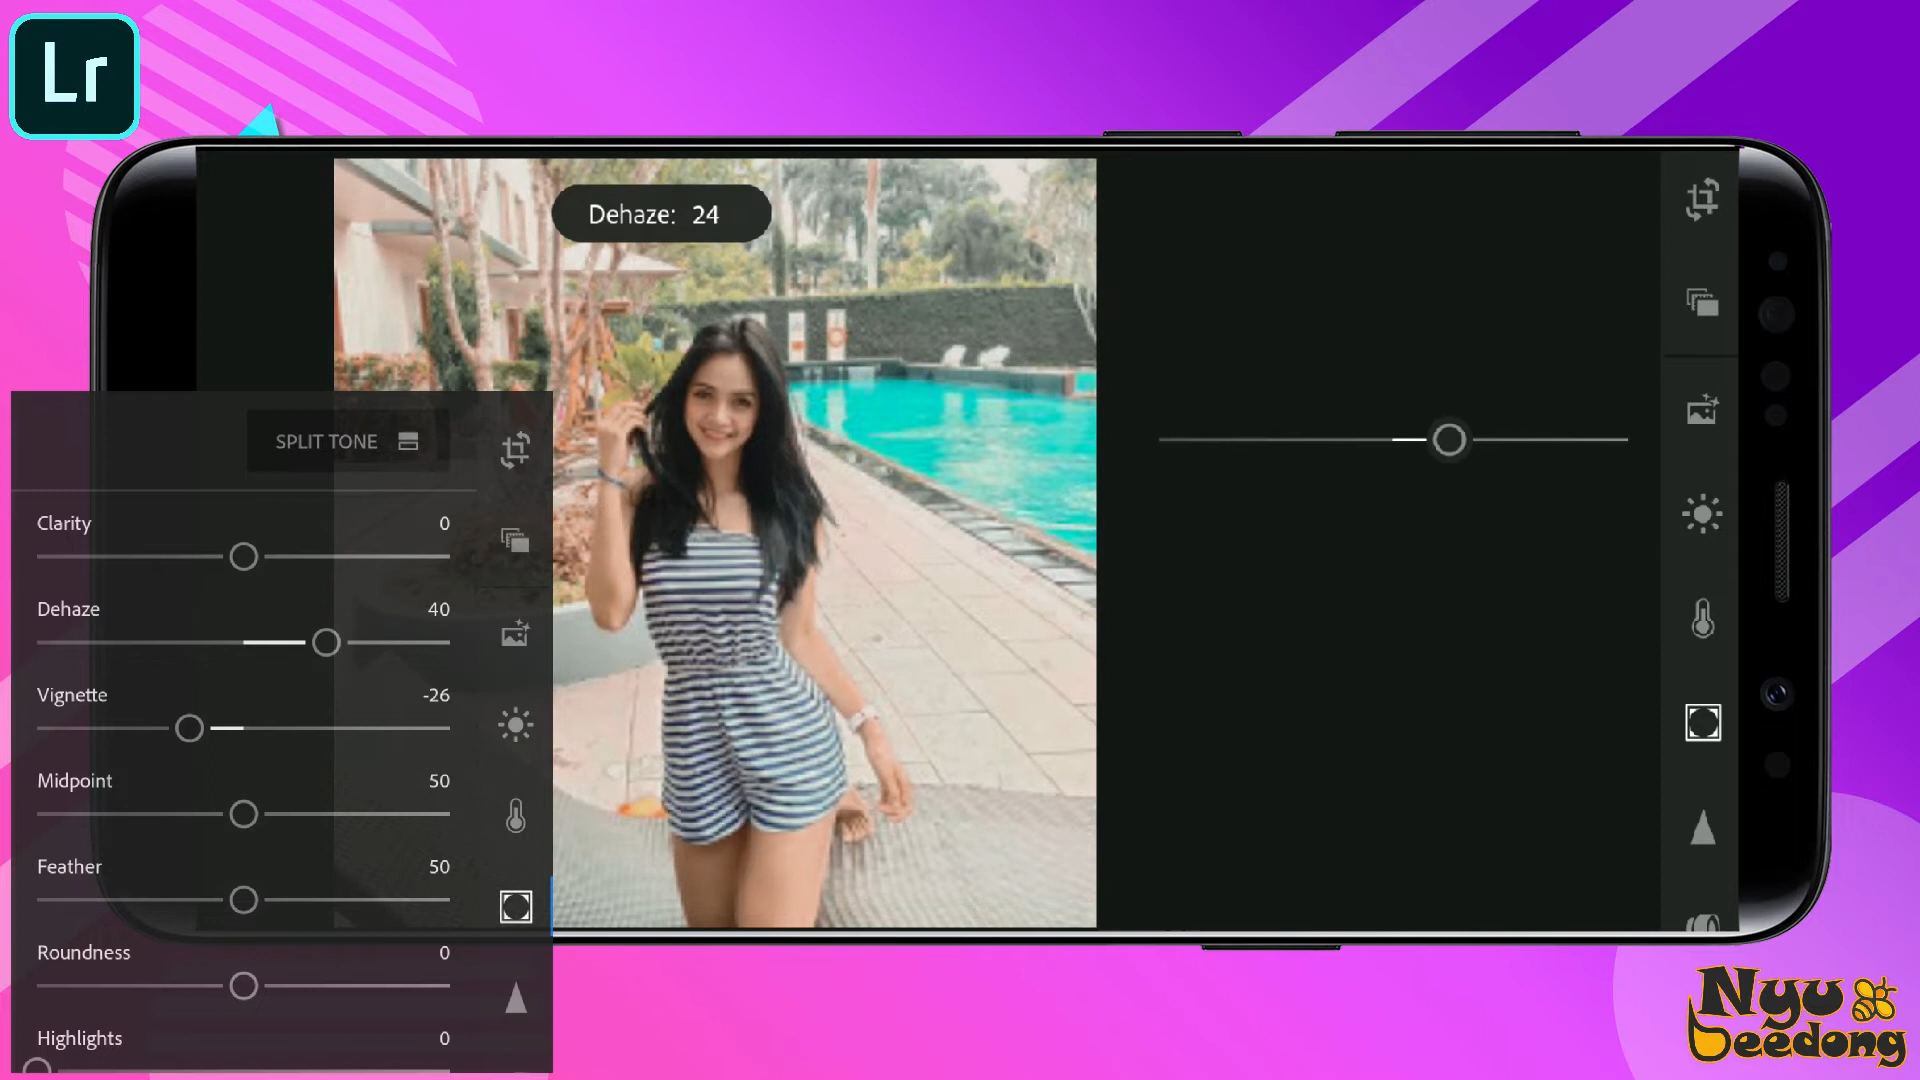 Lr
Dehaze: 24
SPLIT TONE
Clarity 0
Dehaze 40
Vignette -26
Midpoint 50
Feather 50
Roundness 0
Highlights 0
Nyu
beedong